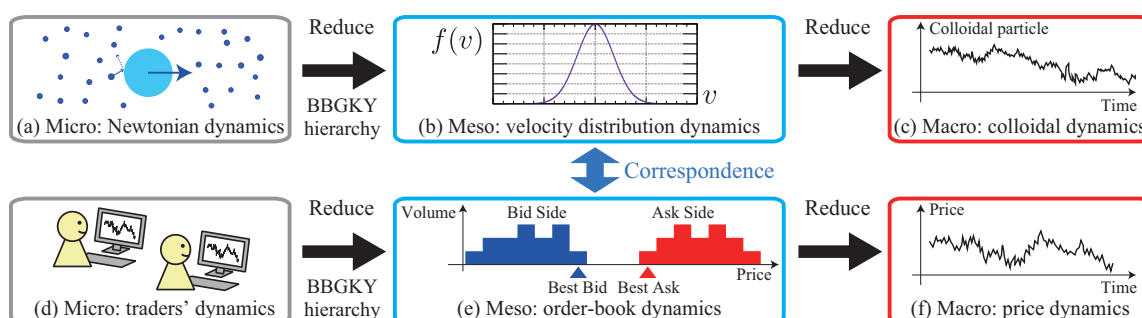 Reduce
BBGKY
hierarchy
f(v)
v
Reduce
Colloidal particle
Time
(a) Micro: Newtonian dynamics
(b) Meso: velocity distribution dynamics
(c) Macro: colloidal dynamics
Correspondence
Reduce
BBGKY
hierarchy
Volume
Bid Side
Ask Side
Best Bid
Best Ask
Price
Reduce
Price
Time
(d) Micro: traders’ dynamics
(e) Meso: order-book dynamics
(f) Macro: price dynamics